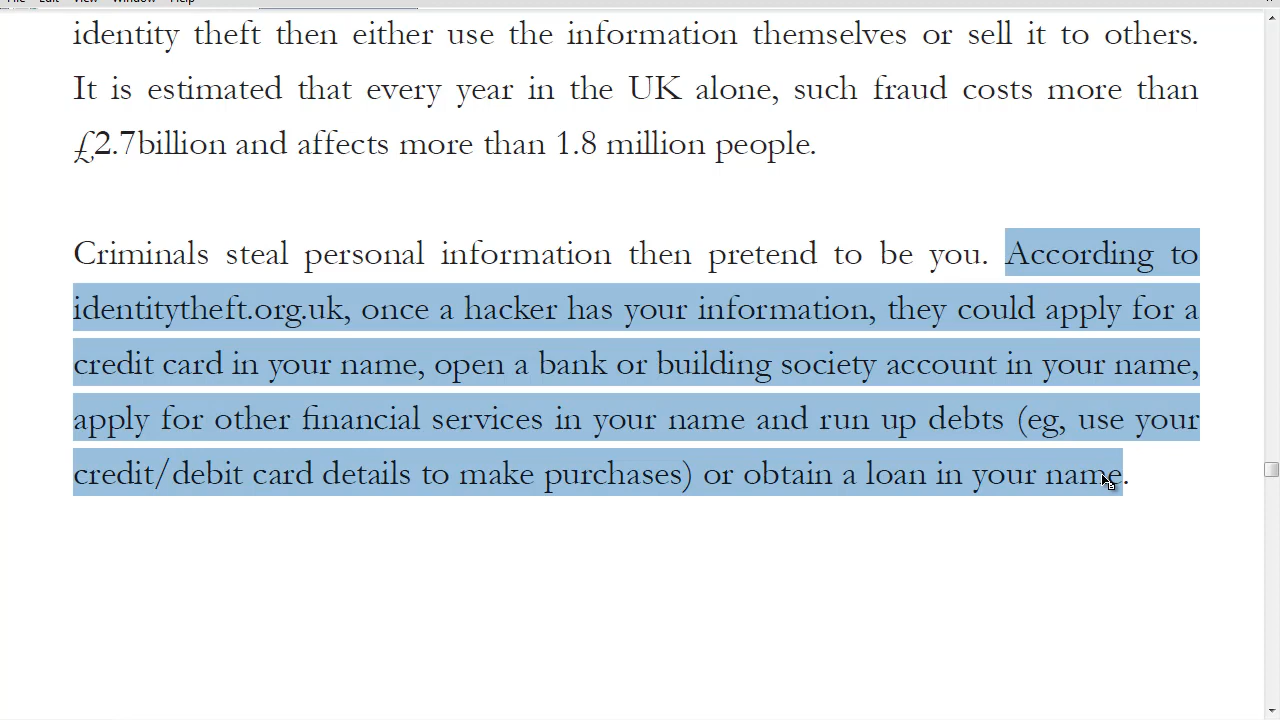 File Edit View Window Help
identity theft then either use the information themselves or sell it to others.
It is estimated that every year in the UK alone, such fraud costs more than
£2.7billion and affects more than 1.8 million people.
Criminals steal personal information then pretend to be you. According to
identitytheft.org.uk, once a hacker has your information, they could apply for a
credit card in your name, open a bank or building society account in your name,
apply for other financial services in your name and run up debts (eg, use your
credit/debit card details to make purchases) or obtain a loan in your name.